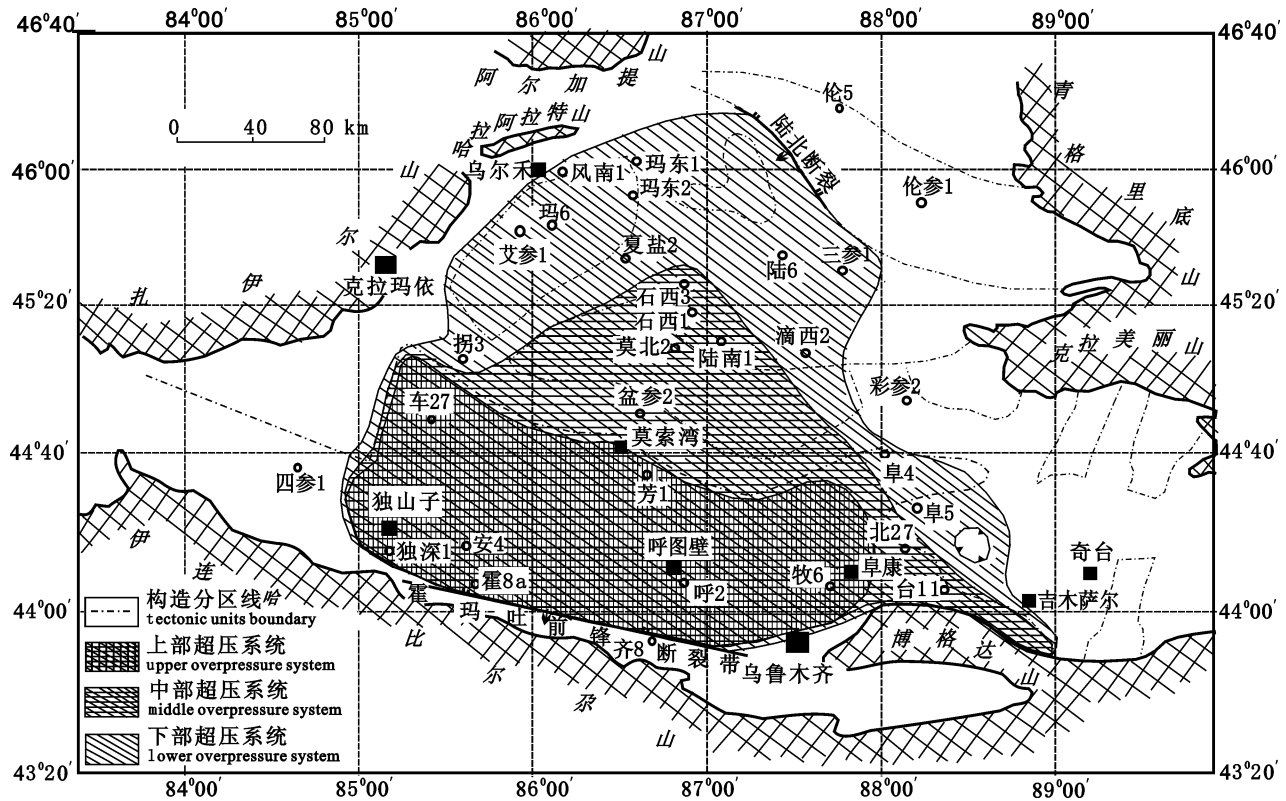 84°00′ 85°00′ 86°00′ 87°00′ 88°00′ 89°00′
46°40′ 46°40′
阿尔加提山
青格里底山
伦5
0 40 80 km
哈拉阿拉特山
陆北断裂
46°00′ 46°00′
乌尔禾
风南1
玛东1
玛东2
伦参1
玛6
艾参1
夏盐2
陆6
三参1
扎伊尔山
克拉玛依
45°20′ 45°20′
石西3
石西1
莫北2
陆南1
滴西2
克拉美丽山
拐3
车27
盆参2
彩参2
莫索湾
44°40′ 44°40′
四参1
芳1
阜4
独山子
阜5
北27
独深1
安4
呼图壁
奇台
霍8a
呼2
牧6
阜康
台11
吉木萨尔
44°00′ 44°00′
伊连哈比尔尕山
霍玛吐前锋断裂带
齐8
乌鲁木齐
博格达山
构造分区线
tectonic units boundary
上部超压系统
upper overpressure system
中部超压系统
middle overpressure system
下部超压系统
lower overpressure system
43°20′ 43°20′
84°00′ 85°00′ 86°00′ 87°00′ 88°00′ 89°00′